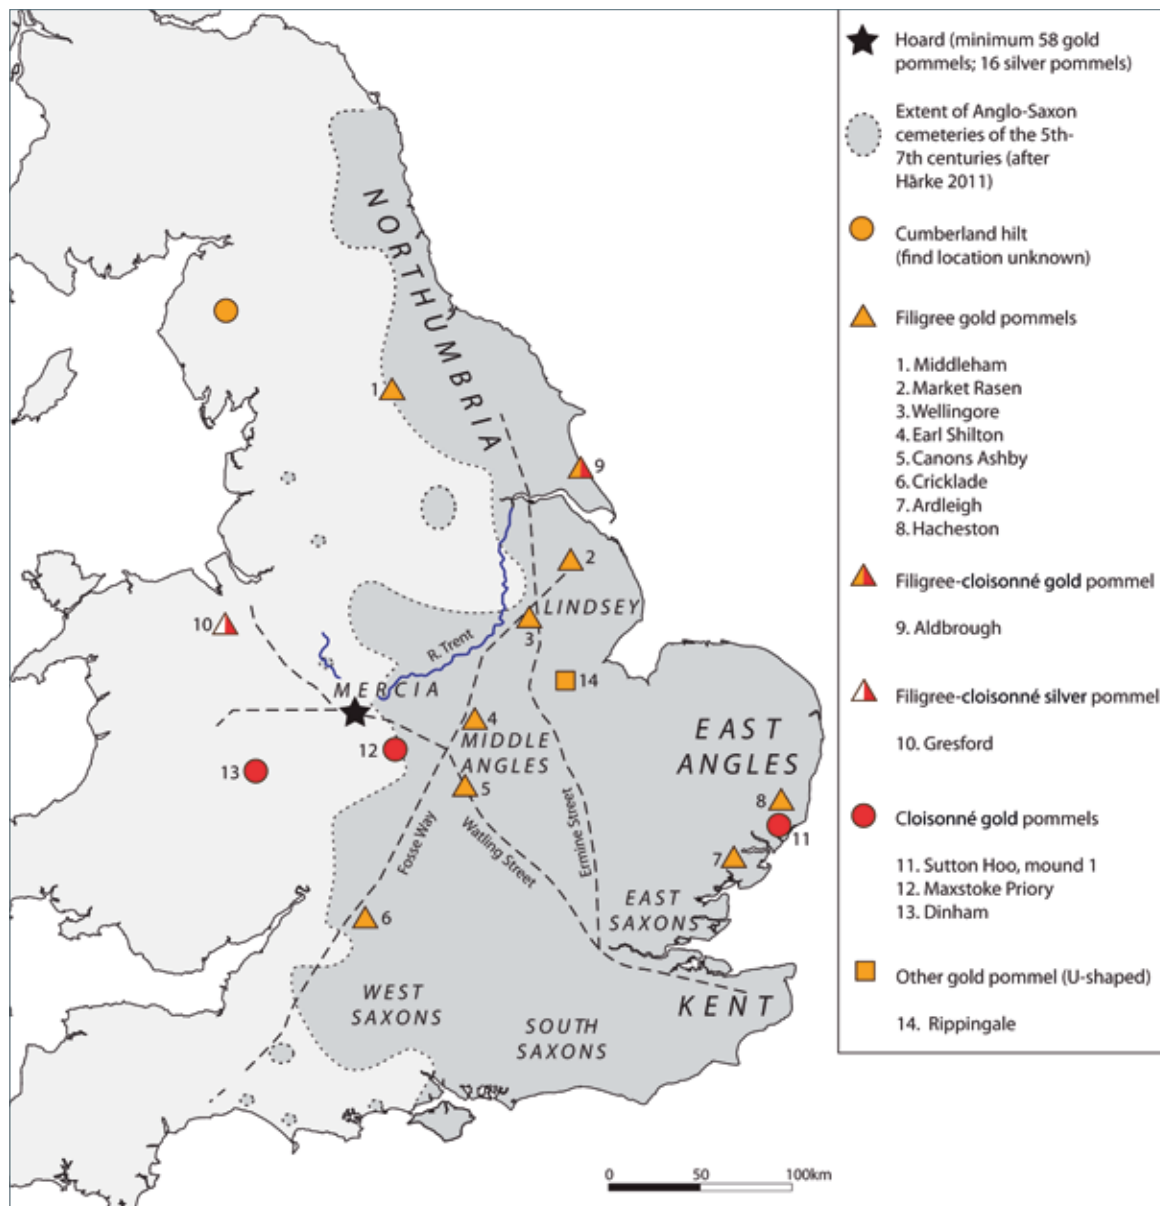 NORTHUMBRIA
1
9
2
LINDSEY
3
R. Trent
10
14
MERCIA
4
12
MIDDLE
ANGLES
EAST
ANGLES
13
5
8
11
Fosse Way
Watling Street
Ermine Street
7
6
EAST
SAXONS
WEST
SAXONS
KENT
SOUTH
SAXONS
0 50 100km
Hoard (minimum 58 gold
pommels; 16 silver pommels)
Extent of Anglo-Saxon
cemeteries of the 5th-
7th centuries (after
Härke 2011)
Cumberland hilt
(find location unknown)
Filigree gold pommels
1. Middleham
2. Market Rasen
3. Wellingore
4. Earl Shilton
5. Canons Ashby
6. Cricklade
7. Ardleigh
8. Hacheston
Filigree-cloisonné gold pommel
9. Aldbrough
Filigree-cloisonné silver pommel
10. Gresford
Cloisonné gold pommels
11. Sutton Hoo, mound 1
12. Maxstoke Priory
13. Dinham
Other gold pommel (U-shaped)
14. Rippingale